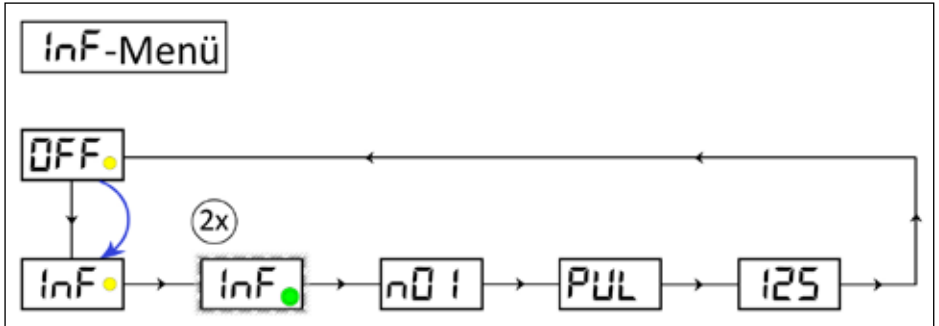 InF-Menü
OFF.
2x
InF InF. n01 PUL 125